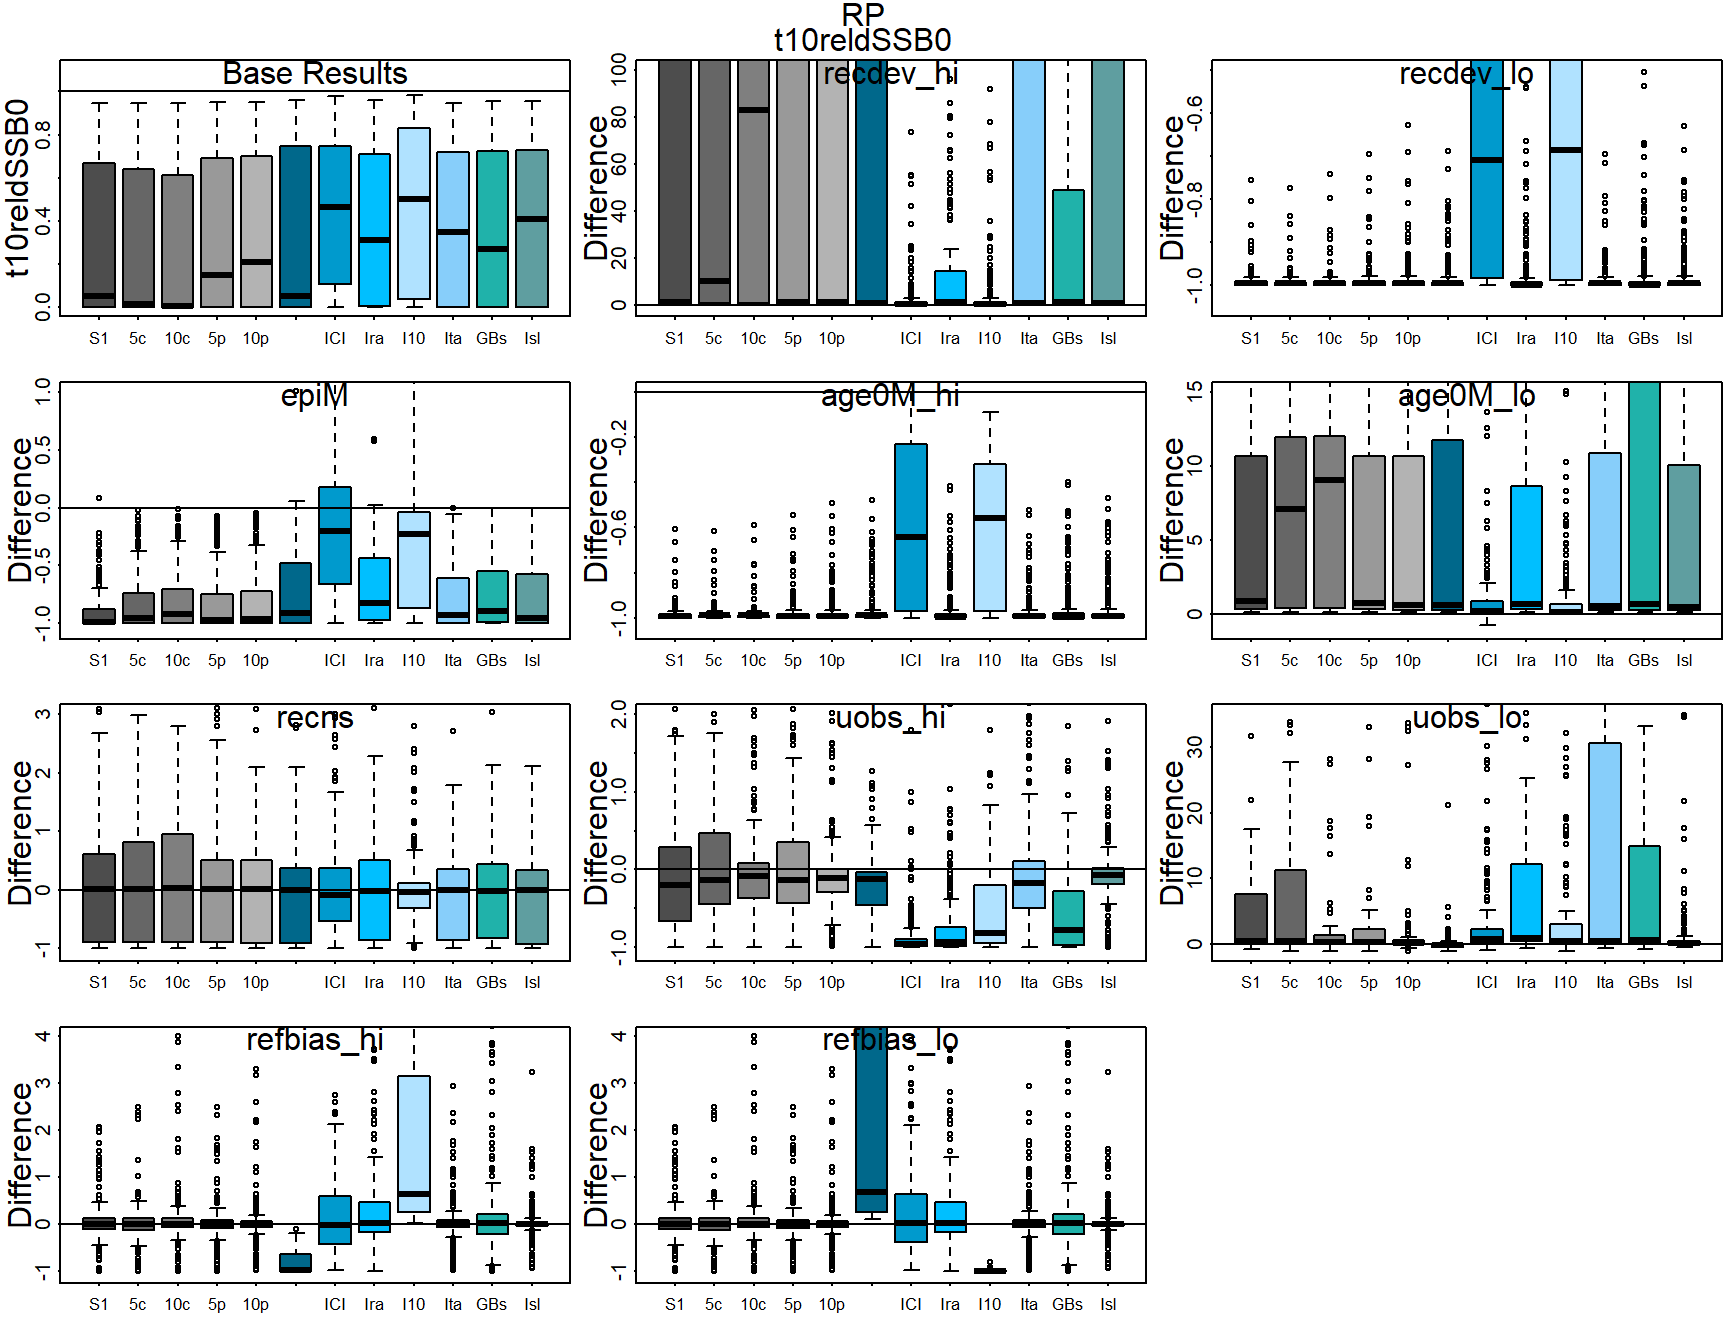 RP
t10reldSSB0
Base Results
recdev_hi
recdev_lo
t10reldSSB0
0.0 0.4 0.8
S1 5c 10c 5p 10p ICI Ira I10 Ita GBs Isl
Difference
0 20 40 60 80 100
S1 5c 10c 5p 10p ICI Ira I10 Ita GBs Isl
Difference
-1.0 -0.8 -0.6
S1 5c 10c 5p 10p ICI Ira I10 Ita GBs Isl
epiM
age0M_hi
age0M_lo
Difference
-1.0 -0.5 0.0 0.5 1.0
S1 5c 10c 5p 10p ICI Ira I10 Ita GBs Isl
Difference
-1.0 -0.6 -0.2
S1 5c 10c 5p 10p ICI Ira I10 Ita GBs Isl
Difference
0 5 10 15
S1 5c 10c 5p 10p ICI Ira I10 Ita GBs Isl
recns
uobs_hi
uobs_lo
Difference
-1 0 1 2 3
S1 5c 10c 5p 10p ICI Ira I10 Ita GBs Isl
Difference
-1.0 0.0 1.0 2.0
S1 5c 10c 5p 10p ICI Ira I10 Ita GBs Isl
Difference
0 10 20 30
S1 5c 10c 5p 10p ICI Ira I10 Ita GBs Isl
refbias_hi
refbias_lo
Difference
-1 0 1 2 3 4
S1 5c 10c 5p 10p ICI Ira I10 Ita GBs Isl
Difference
-1 0 1 2 3 4
S1 5c 10c 5p 10p ICI Ira I10 Ita GBs Isl